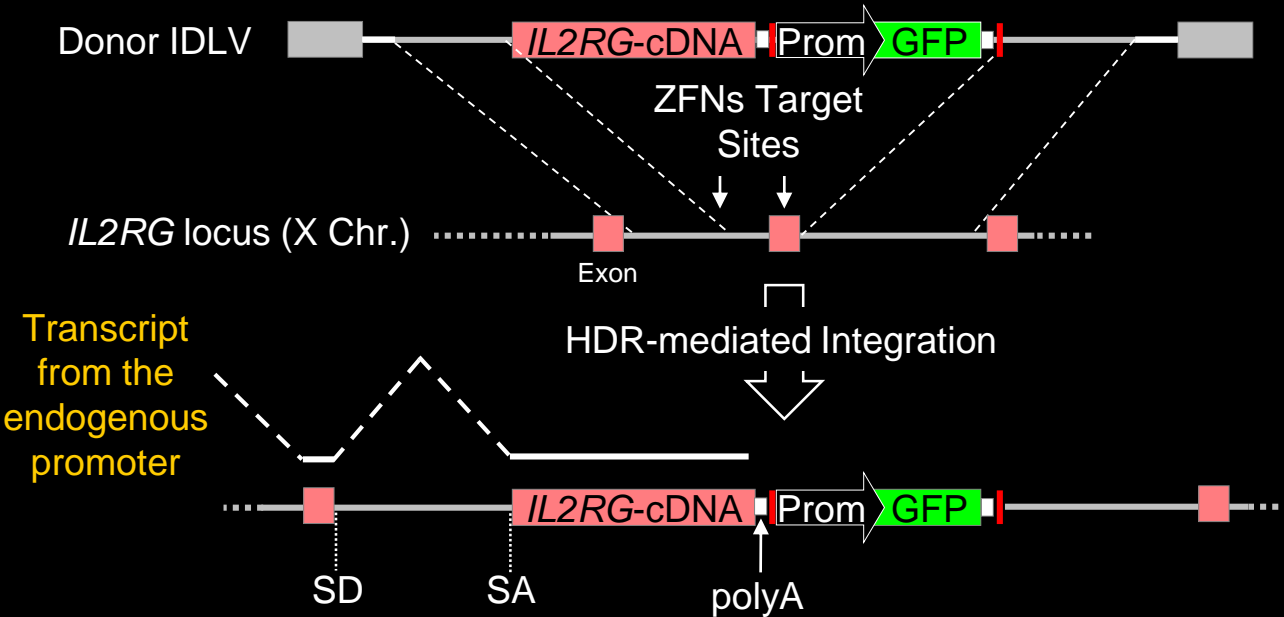 Donor IDLV
IL2RG-cDNA
Prom
GFP
ZFNs Target
Sites
IL2RG locus (X Chr.)
Exon
HDR-mediated Integration
Transcript
from the
endogenous
promoter
IL2RG-cDNA
Prom
GFP
SD
SA
polyA